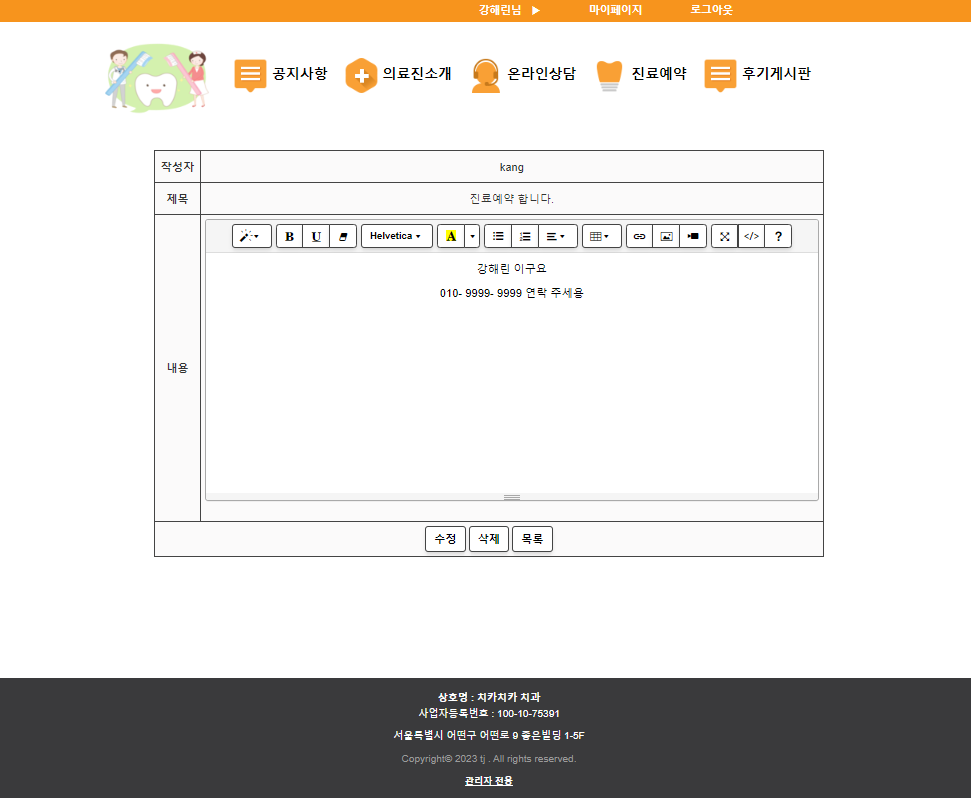 강해린님 ▶ 마이페이지 로그아웃
공지사항 의료진소개 온라인상담 진료예약 후기게시판
작성자 kang
제목 진료예약 합니다.
B U Helvetica A </> ?
강해린 이구요
010- 9999- 9999 연락 주세용
내용
수정 삭제 목록
상호명 : 치카치카 치과
사업자등록번호 : 100-10-75391
서울특별시 어떤구 어떤로 9 좋은빌딩 1-5F
Copyright© 2023 tj . All rights reserved.
관리자 전용